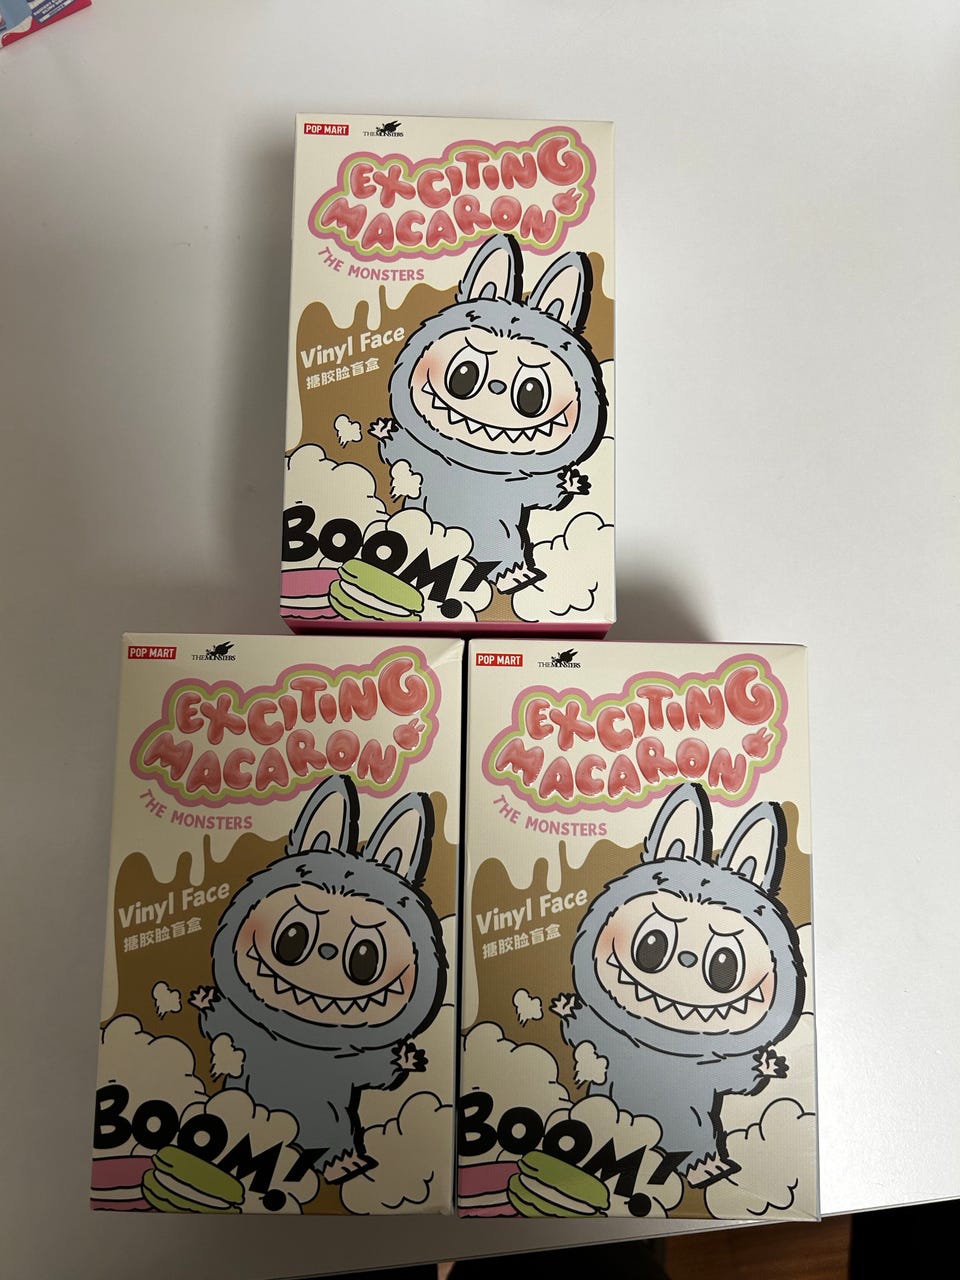 POP MART
THE MONSTERS
EXCITING
MACARON
THE MONSTERS
Vinyl Face
搪胶脸盲盒
BOOM!
POP MART
THE MONSTERS
EXCITING
MACARON
THE MONSTERS
Vinyl Face
搪胶脸盲盒
BOOM!
POP MART
THE MONSTERS
EXCITING
MACARON
THE MONSTERS
Vinyl Face
搪胶脸盲盒
BOOM!